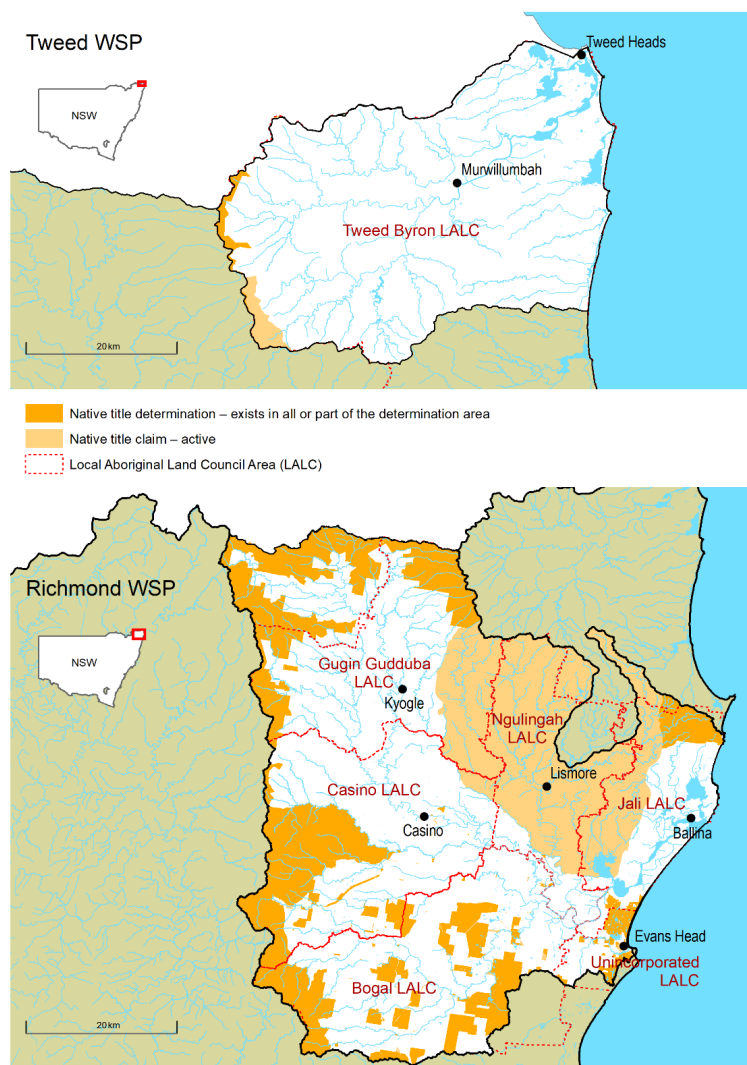 Tweed WSP
Tweed Heads
NSW
Murwillumbah
Tweed Byron LALC
20 km
Native title determination – exists in all or part of the determination area
Native title claim – active
Local Aboriginal Land Council Area (LALC)
Richmond WSP
NSW
Gugin Gudduba
LALC
Kyogle
Ngulingah
LALC
Lismore
Casino LALC
Casino
Jali LALC
Ballina
Evans Head
Unincorporated
LALC
Bogal LALC
20 km